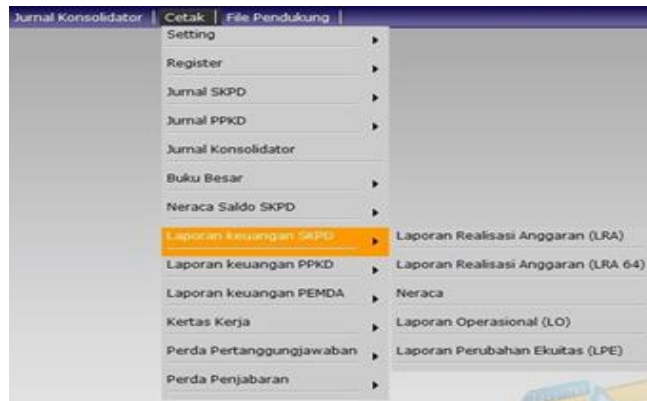 Jurnal Konsolidator | Cetak | File Pendukung |
Setting
Register
Jurnal SKPD
Jurnal PPKD
Jurnal Konsolidator
Buku Besar
Neraca Saldo SKPD
Laporan keuangan SKPD
Laporan keuangan PPKD
Laporan keuangan PEMDA
Kertas Kerja
Perda Pertanggungjawaban
Perda Penjabaran
Laporan Realisasi Anggaran (LRA)
Laporan Realisasi Anggaran (LRA 64)
Neraca
Laporan Operasional (LO)
Laporan Perubahan Ekuitas (LPE)